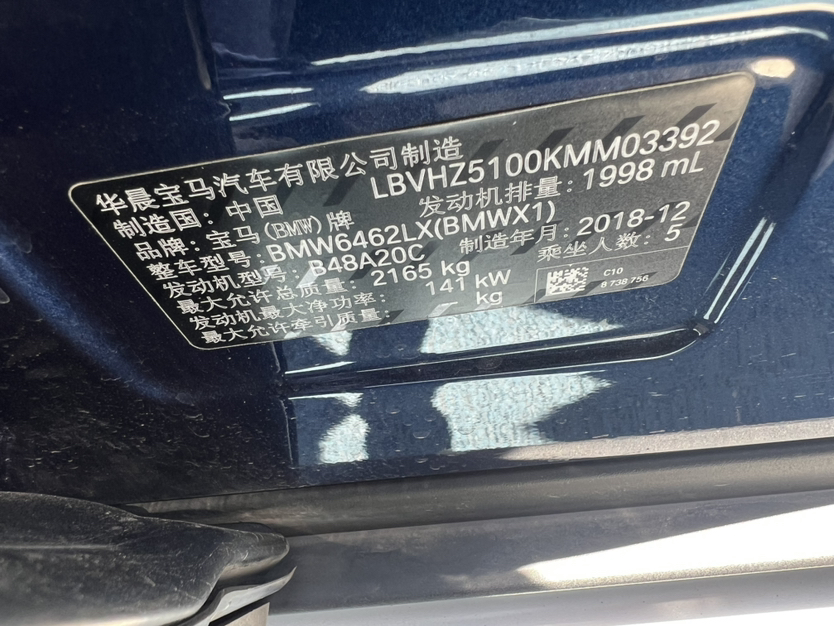 华晨宝马汽车有限公司制造
LBVHZ5100KMM03392
制造国：中国
发动机排量：1998 mL
品牌：宝马(BMW)牌
整车型号：BMW6462LX(BMWX1)
制造年月：2018-12
发动机型号：B48A20C
乘坐人数：5
最大允许总质量：2165 kg
发动机最大净功率：141 kW
最大允许牵引质量：- kg
C10
8 738 756